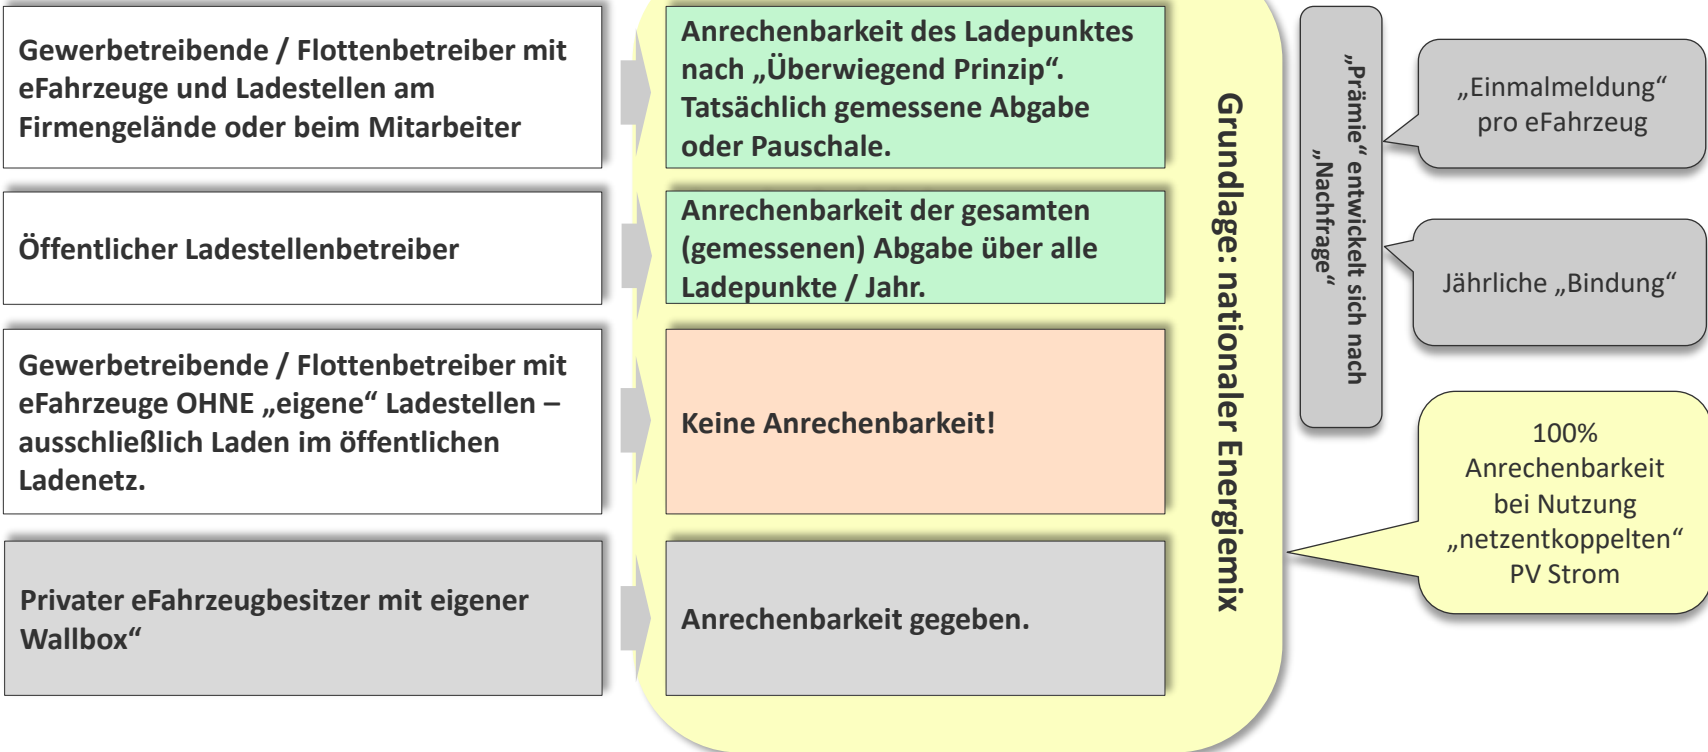 Gewerbetreibende / Flottenbetreiber mit
eFahrzeuge und Ladestellen am
Firmengelände oder beim Mitarbeiter
Anrechenbarkeit des Ladepunktes
nach „Überwiegend Prinzip“.
Tatsächlich gemessene Abgabe
oder Pauschale.
Öffentlicher Ladestellenbetreiber
Anrechenbarkeit der gesamten
(gemessenen) Abgabe über alle
Ladepunkte / Jahr.
Gewerbetreibende / Flottenbetreiber mit
eFahrzeuge OHNE „eigene“ Ladestellen –
ausschließlich Laden im öffentlichen
Ladenetz.
Keine Anrechenbarkeit!
Privater eFahrzeugbesitzer mit eigener
Wallbox“
Anrechenbarkeit gegeben.
Grundlage: nationaler Energiemix
„Prämie“ entwickelt sich nach
„Nachfrage“
„Einmalmeldung“
pro eFahrzeug
Jährliche „Bindung“
100%
Anrechenbarkeit
bei Nutzung
„netzentkoppelten“
PV Strom